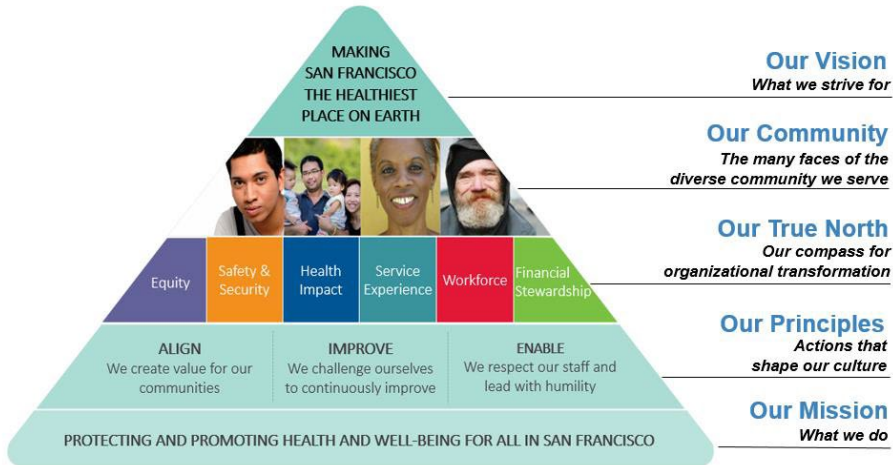 MAKING
SAN FRANCISCO
THE HEALTHIEST
PLACE ON EARTH
Our Vision
What we strive for
Our Community
The many faces of the
diverse community we serve
Equity
Safety &
Security
Health
Impact
Service
Experience
Workforce
Financial
Stewardship
Our True North
Our compass for
organizational transformation
ALIGN
We create value for our
communities
IMPROVE
We challenge ourselves
to continuously improve
ENABLE
We respect our staff and
lead with humility
Our Principles
Actions that
shape our culture
PROTECTING AND PROMOTING HEALTH AND WELL-BEING FOR ALL IN SAN FRANCISCO
Our Mission
What we do